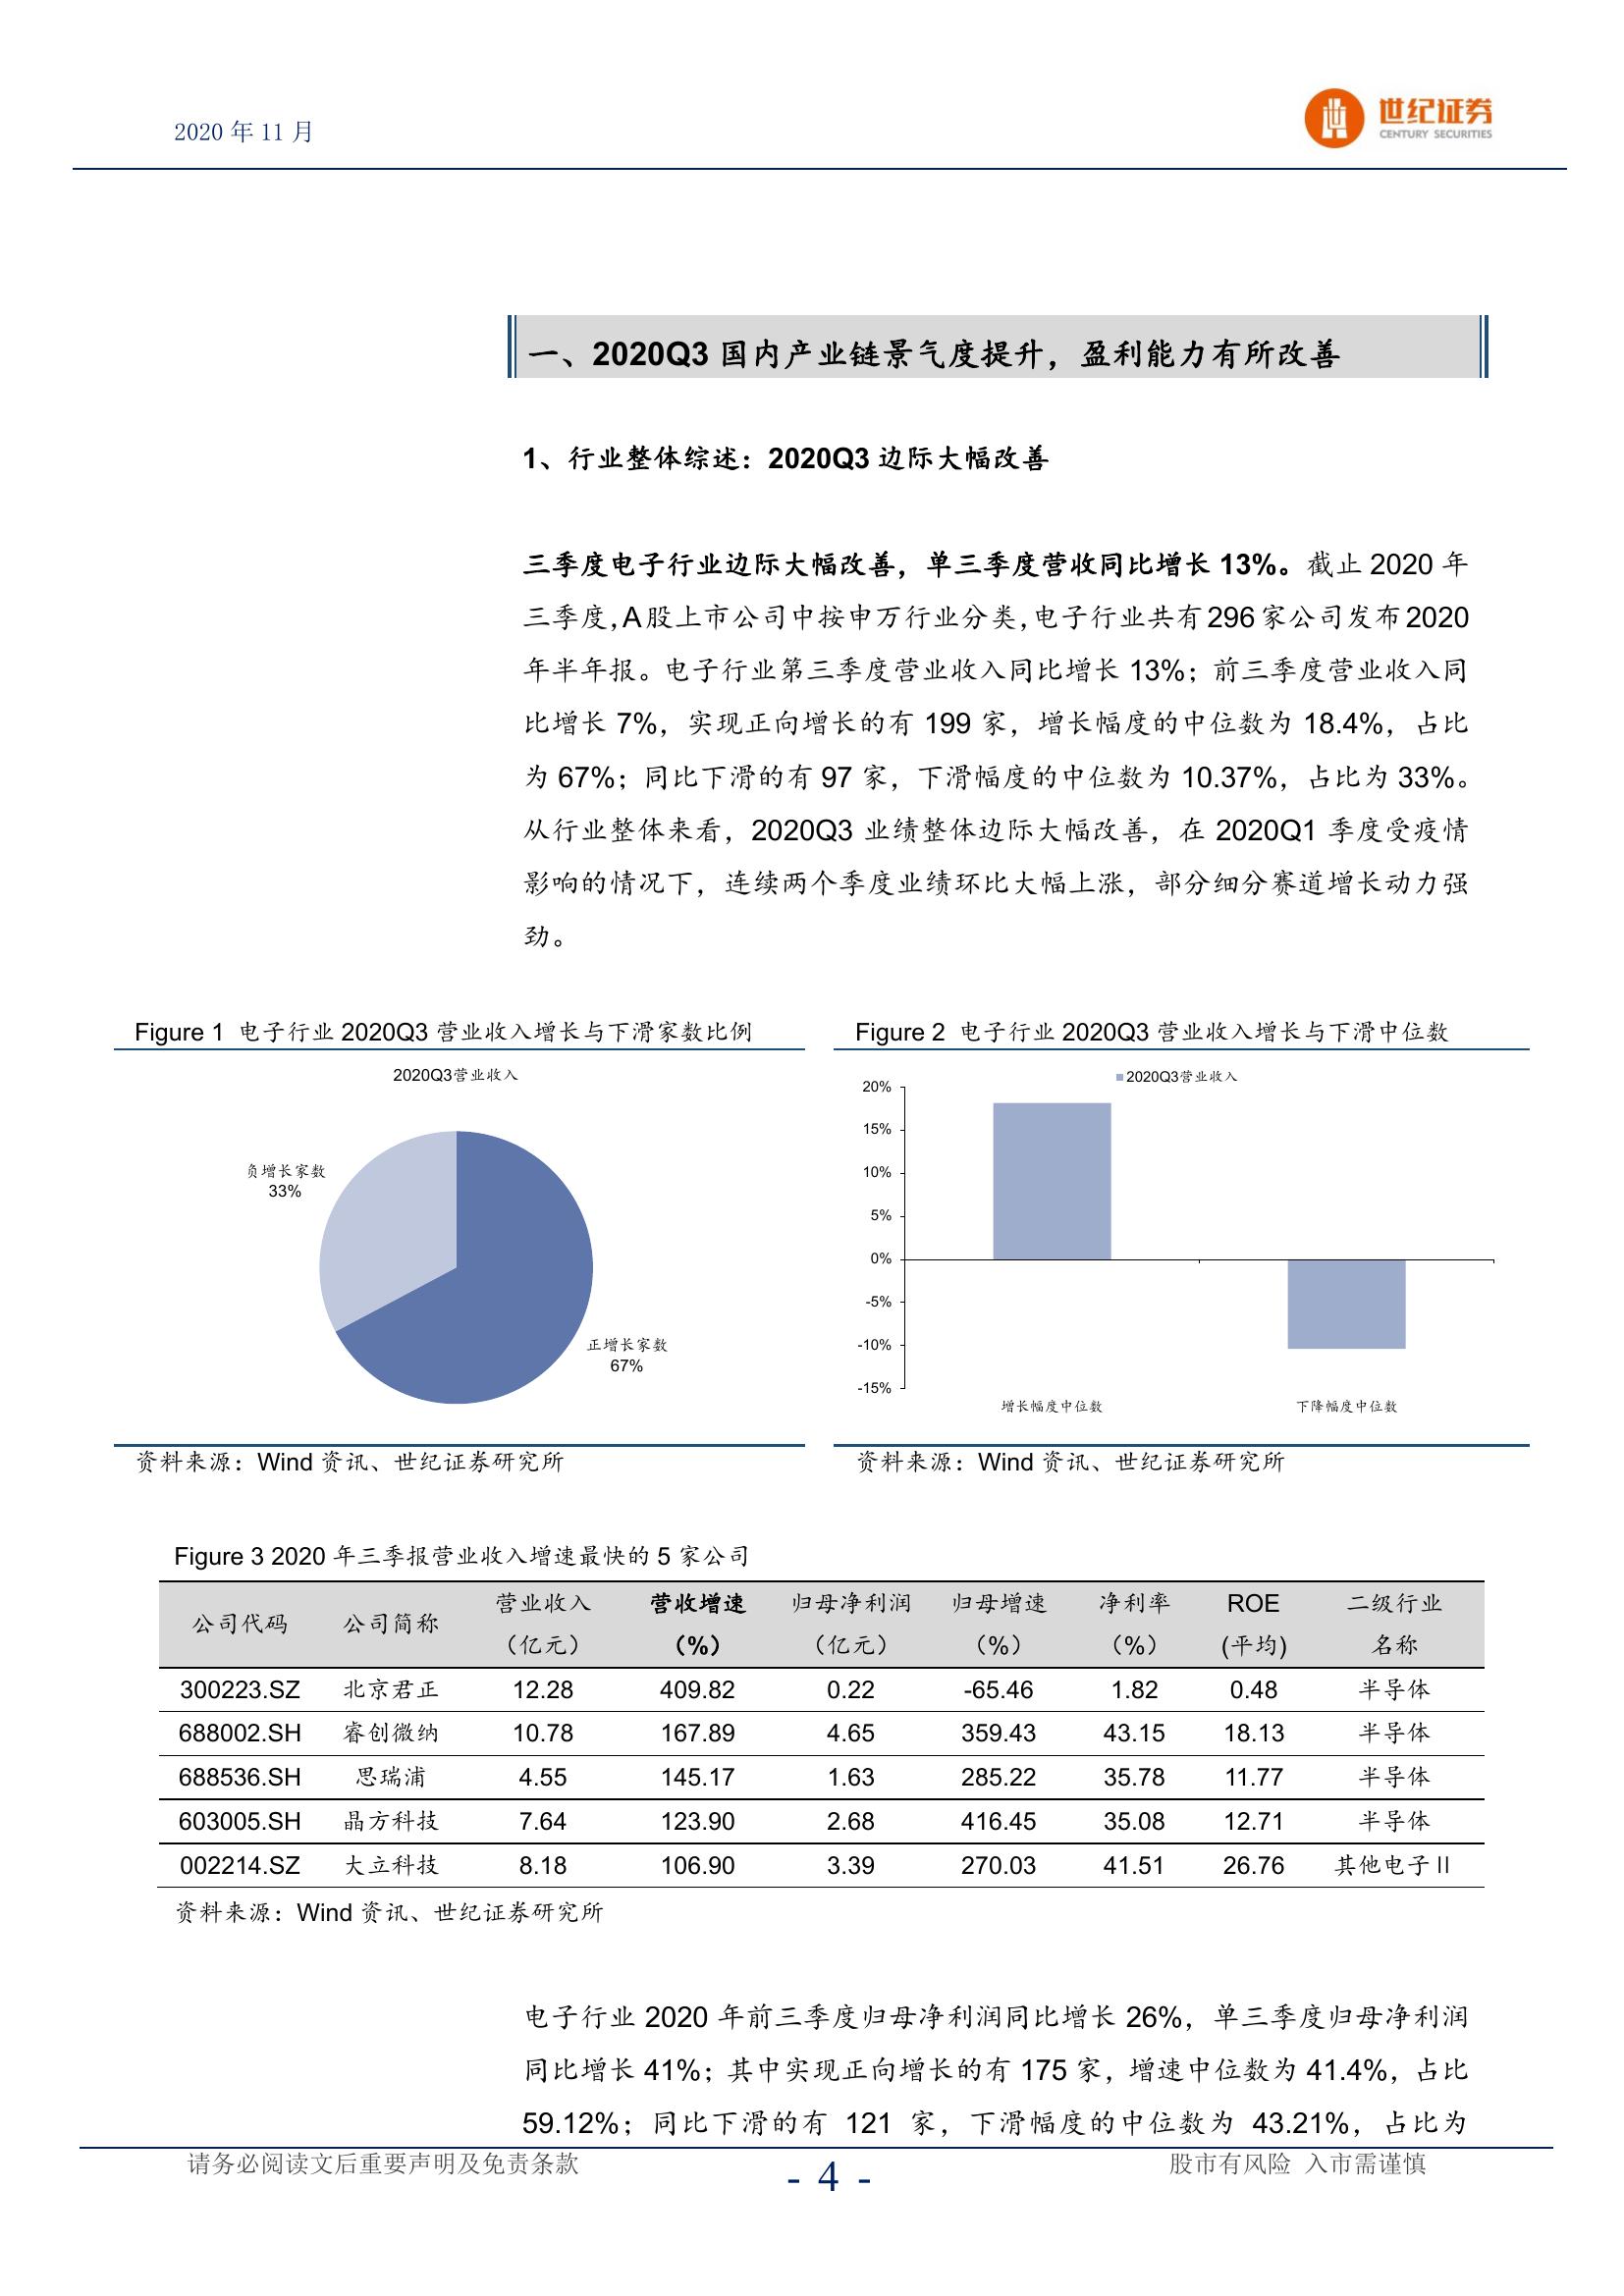 2020 年 11 月
世纪证券
CENTURY SECURITIES
一、2020Q3 国内产业链景气度提升，盈利能力有所改善
1、行业整体综述：2020Q3 边际大幅改善
三季度电子行业边际大幅改善，单三季度营收同比增长 13%。截止 2020 年
三季度，A 股上市公司中按申万行业分类，电子行业共有 296 家公司发布 2020
年半年报。电子行业第三季度营业收入同比增长 13%；前三季度营业收入同
比增长 7%，实现正向增长的有 199 家，增长幅度的中位数为 18.4%，占比
为 67%；同比下滑的有 97 家，下滑幅度的中位数为 10.37%，占比为 33%。
从行业整体来看，2020Q3 业绩整体边际大幅改善，在 2020Q1 季度受疫情
影响的情况下，连续两个季度业绩环比大幅上涨，部分细分赛道增长动力强
劲。
Figure 1 电子行业 2020Q3 营业收入增长与下滑家数比例
2020Q3营业收入
负增长家数
33%
正增长家数
67%
资料来源：Wind 资讯、世纪证券研究所
Figure 2 电子行业 2020Q3 营业收入增长与下滑中位数
2020Q3营业收入
20%
15%
10%
5%
0%
-5%
-10%
-15%
增长幅度中位数 下降幅度中位数
资料来源：Wind 资讯、世纪证券研究所
Figure 3 2020 年三季报营业收入增速最快的 5 家公司
公司代码 公司简称 营业收入 营收增速 归母净利润 归母增速 净利率 ROE 二级行业
（亿元） （%） （亿元） （%） （%） (平均) 名称
300223.SZ 北京君正 12.28 409.82 0.22 -65.46 1.82 0.48 半导体
688002.SH 睿创微纳 10.78 167.89 4.65 359.43 43.15 18.13 半导体
688536.SH 思瑞浦 4.55 145.17 1.63 285.22 35.78 11.77 半导体
603005.SH 晶方科技 7.64 123.90 2.68 416.45 35.08 12.71 半导体
002214.SZ 大立科技 8.18 106.90 3.39 270.03 41.51 26.76 其他电子Ⅱ
资料来源：Wind 资讯、世纪证券研究所
电子行业 2020 年前三季度归母净利润同比增长 26%，单三季度归母净利润
同比增长 41%；其中实现正向增长的有 175 家，增速中位数为 41.4%，占比
59.12%；同比下滑的有 121 家，下滑幅度的中位数为 43.21%，占比为
请务必阅读文后重要声明及免责条款
- 4 -
股市有风险 入市需谨慎